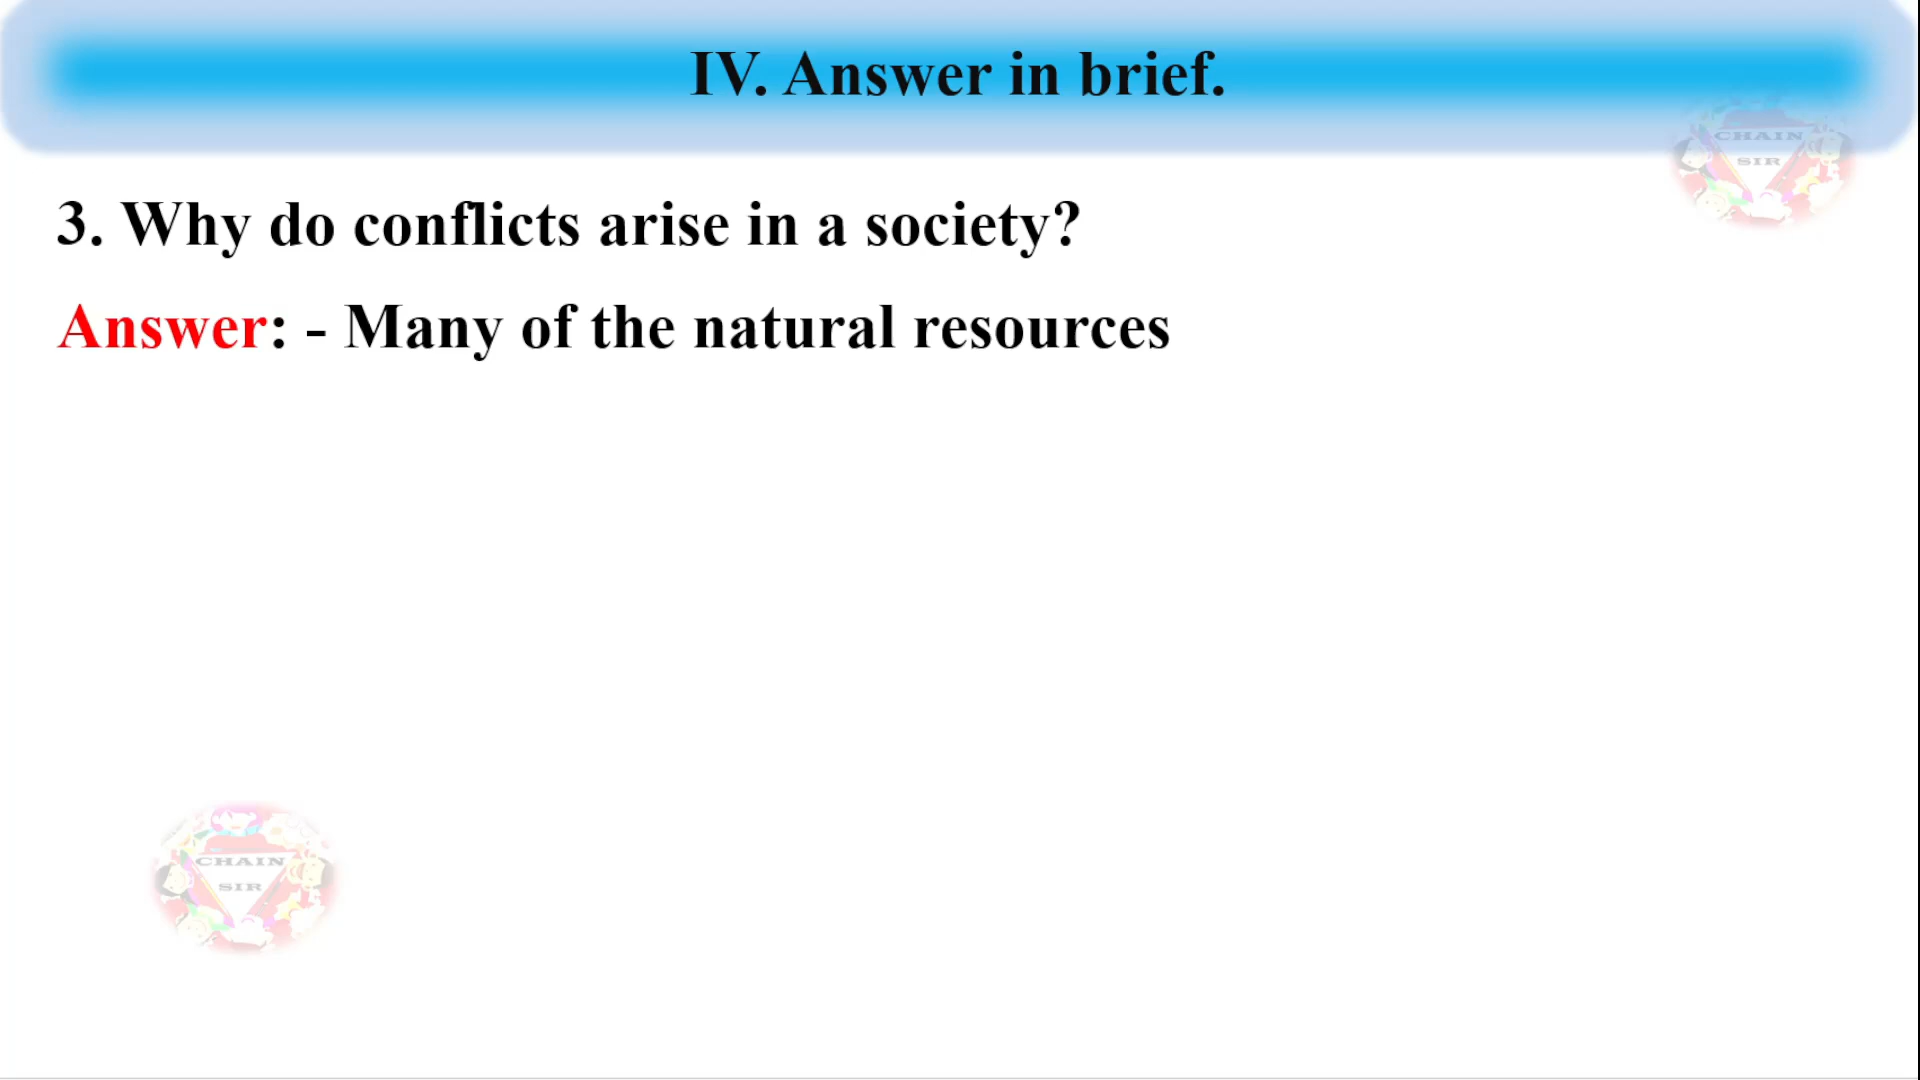 IV. Answer in brief.
CHAIN
SIR
3. Why do conflicts arise in a society?
Answer: - Many of the natural resources
CHAIN
SIR